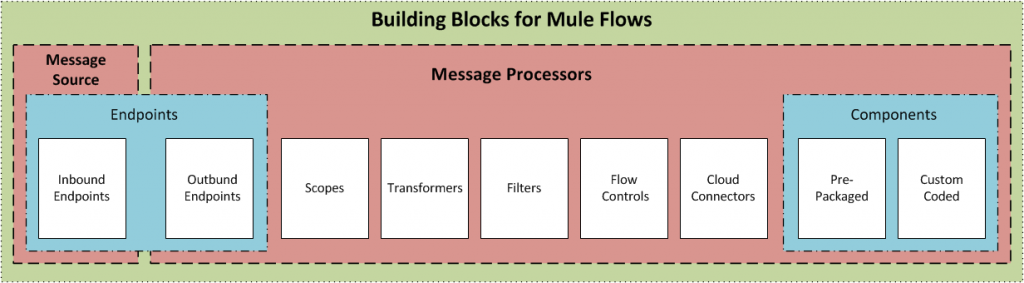 Building Blocks for Mule Flows
Message
Source
Message Processors
Endpoints
Components
Inbound
Endpoints
Outbund
Endpoints
Scopes
Transformers
Filters
Flow
Controls
Cloud
Connectors
Pre-
Packaged
Custom
Coded